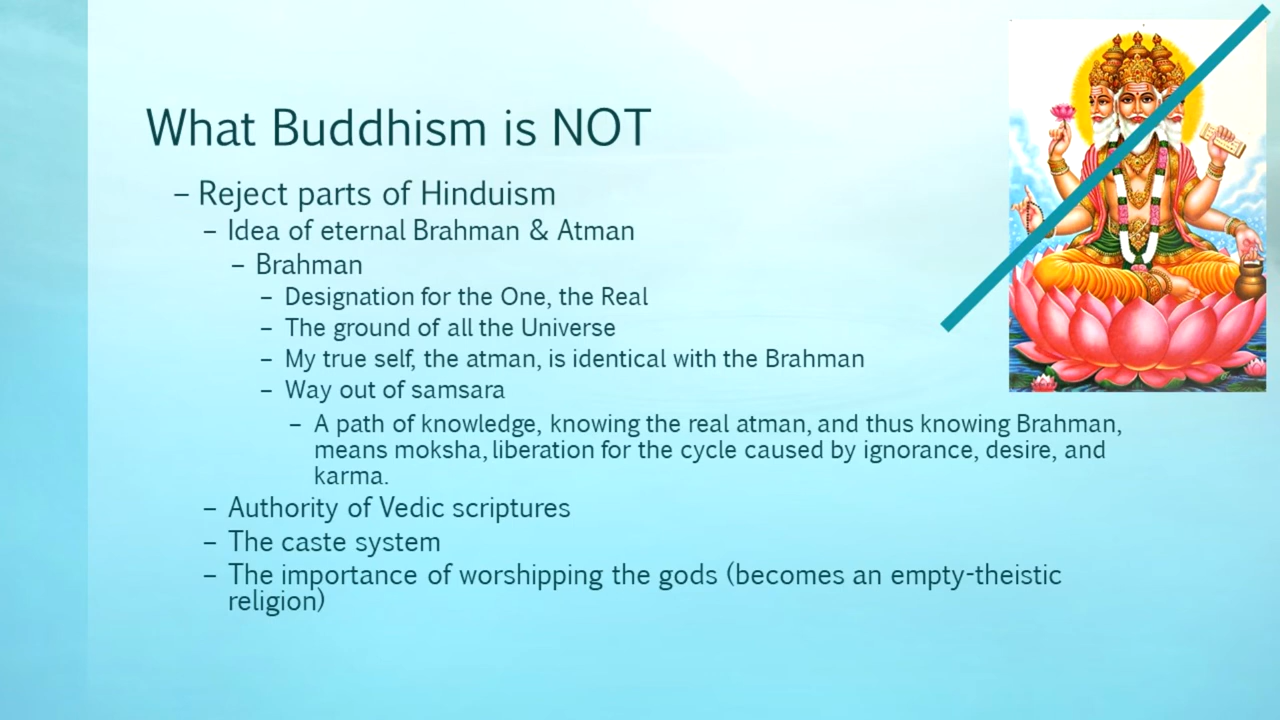 What Buddhism is NOT
– Reject parts of Hinduism
– Idea of eternal Brahman & Atman
– Brahman
– Designation for the One, the Real
– The ground of all the Universe
– My true self, the atman, is identical with the Brahman
– Way out of samsara
– A path of knowledge, knowing the real atman, and thus knowing Brahman,
means moksha, liberation for the cycle caused by ignorance, desire, and
karma.
– Authority of Vedic scriptures
– The caste system
– The importance of worshipping the gods (becomes an empty-theistic
religion)